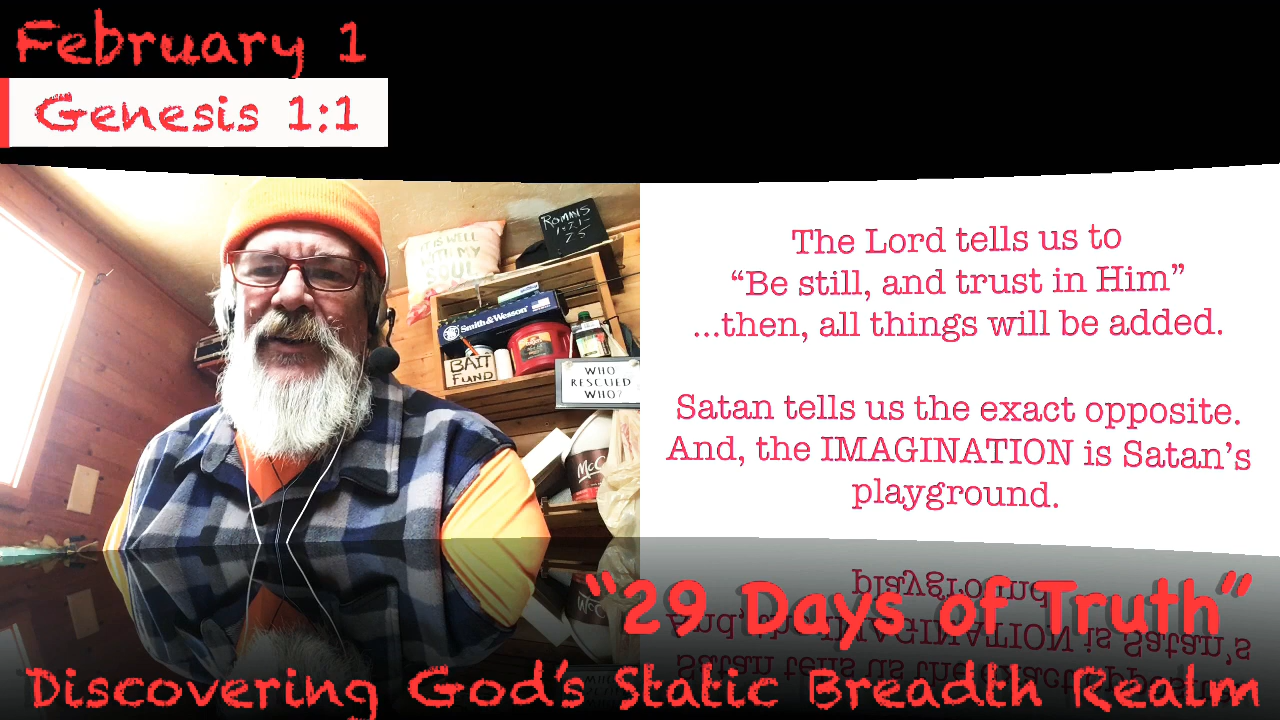 February 1
Genesis 1:1
IT IS WELL
WITH MY
SOUL
ROMANS
Smith & Wesson
BAIT
FUND
WHO
RESCUED
WHO?
McC
The Lord tells us to
“Be still, and trust in Him”
...then, all things will be added.
Satan tells us the exact opposite.
And, the IMAGINATION is Satan’s
playground.
“29 Days of Truth”
Discovering God’s Static Breadth Realm